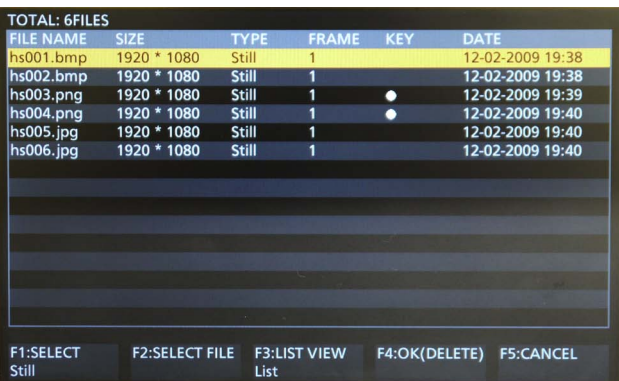 TOTAL: 6FILES
FILE NAME SIZE TYPE FRAME KEY DATE
hs001.bmp 1920 * 1080 Still 1 12-02-2009 19:38
hs002.bmp 1920 * 1080 Still 1 12-02-2009 19:38
hs003.png 1920 * 1080 Still 1 ● 12-02-2009 19:39
hs004.png 1920 * 1080 Still 1 ● 12-02-2009 19:40
hs005.jpg 1920 * 1080 Still 1 12-02-2009 19:40
hs006.jpg 1920 * 1080 Still 1 12-02-2009 19:40
F1:SELECT F2:SELECT FILE F3:LIST VIEW F4:OK(DELETE) F5:CANCEL
Still List